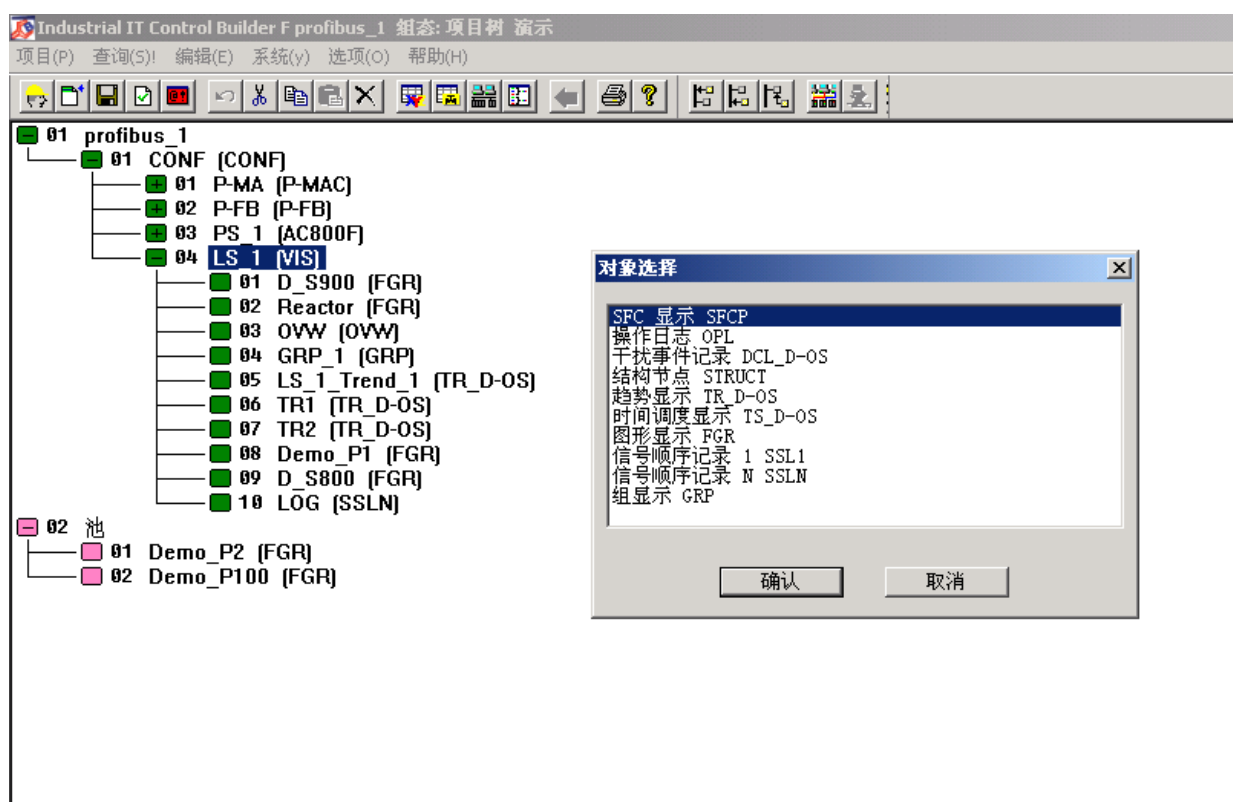 Industrial IT Control Builder F profibus_1 组态: 项目树 演示
项目(P) 查询(S)! 编辑(E) 系统(y) 选项(O) 帮助(H)
01 profibus_1
01 CONF (CONF)
01 P-MA (P-MAC)
02 P-FB (P-FB)
03 PS_1 (AC800F)
04 LS_1 (VIS)
01 D_S900 (FGR)
02 Reactor (FGR)
03 OVW (OVW)
04 GRP_1 (GRP)
05 LS_1_Trend_1 (TR_D-OS)
06 TR1 (TR_D-OS)
07 TR2 (TR_D-OS)
08 Demo_P1 (FGR)
09 D_S800 (FGR)
10 LOG (SSLN)
02 池
01 Demo_P2 (FGR)
02 Demo_P100 (FGR)
对象选择
SFC 显示 SFCP
操作日志 OPL
干扰事件记录 DCL_D-OS
结构节点 STRUCT
趋势显示 TR_D-OS
时间调度显示 TS_D-OS
图形显示 FGR
信号顺序记录 1 SSL1
信号顺序记录 N SSLN
组显示 GRP
确认 取消